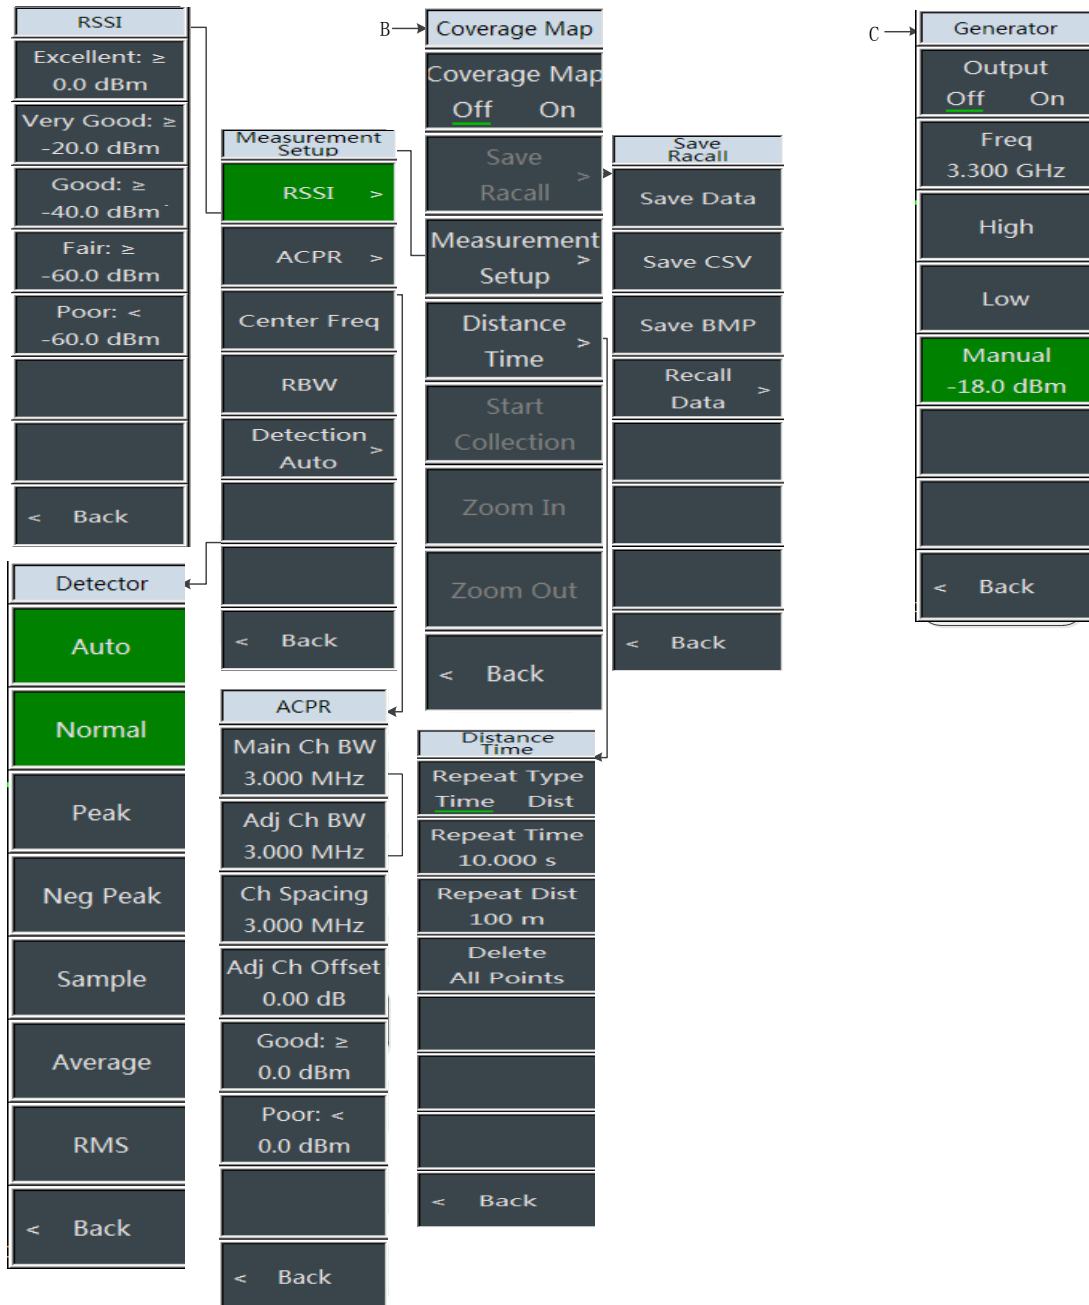 RSSI
Excellent: ≥
0.0 dBm
Very Good: ≥
-20.0 dBm
Good: ≥
-40.0 dBm
Fair: ≥
-60.0 dBm
Poor: <
-60.0 dBm
< Back
Detector
Auto
Normal
Peak
Neg Peak
Sample
Average
RMS
< Back
Measurement
Setup
RSSI >
ACPR >
Center Freq
RBW
Detection
Auto >
< Back
ACPR
Main Ch BW
3.000 MHz
Adj Ch BW
3.000 MHz
Ch Spacing
3.000 MHz
Adj Ch Offset
0.00 dB
Good: ≥
0.0 dBm
Poor: <
0.0 dBm
< Back
B
Coverage Map
Coverage Map
Off On
Save
Racall >
Measurement
Setup >
Distance
Time >
Start
Collection
Zoom In
Zoom Out
< Back
Distance
Time
Repeat Type
Time Dist
Repeat Time
10.000 s
Repeat Dist
100 m
Delete
All Points
< Back
Save
Racall
Save Data
Save CSV
Save BMP
Recall
Data >
< Back
C
Generator
Output
Off On
Freq
3.300 GHz
High
Low
Manual
-18.0 dBm
< Back